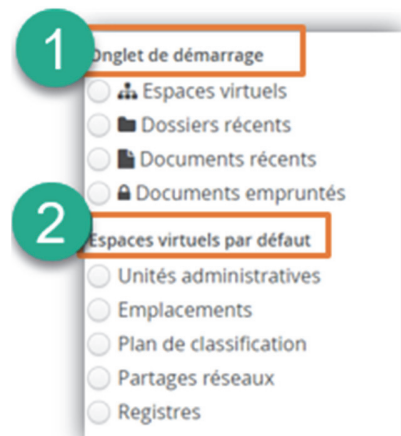 1
Onglet de démarrage
Espaces virtuels
Dossiers récents
Documents récents
Documents empruntés
2
Espaces virtuels par défaut
Unités administratives
Emplacements
Plan de classification
Partages réseaux
Registres